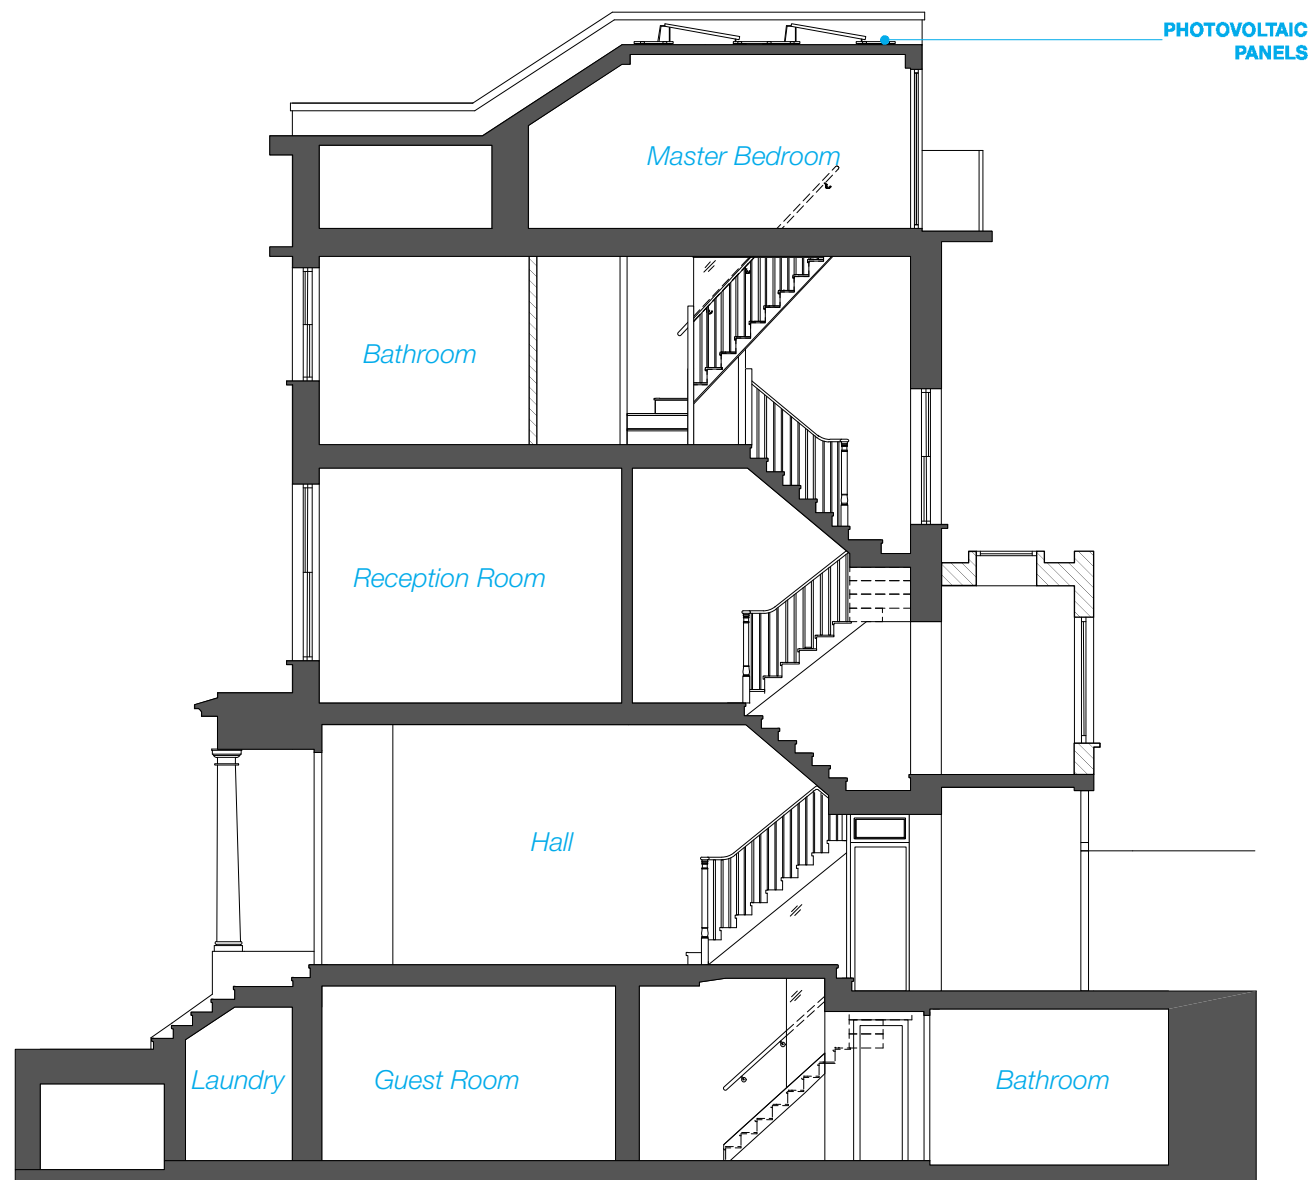 PHOTOVOLTAIC
PANELS
Master Bedroom
Bathroom
Reception Room
Hall
Laundry
Guest Room
Bathroom